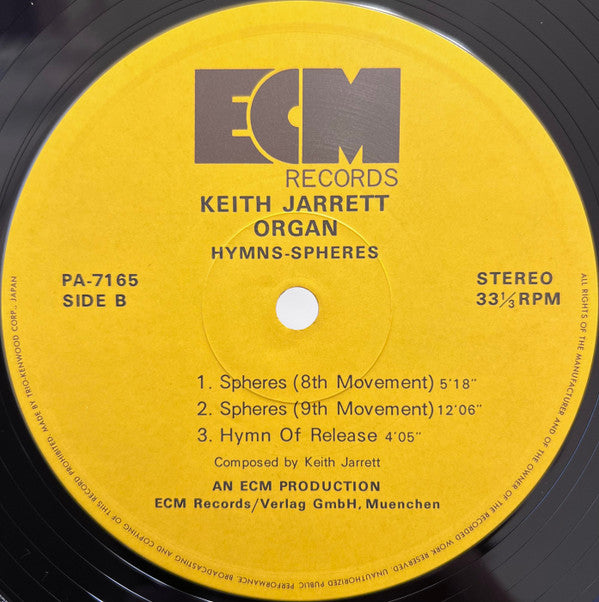 ECM
RECORDS
KEITH JARRETT
ORGAN
HYMNS-SPHERES
PA-7165
SIDE B
STEREO
33⅓RPM
1. Spheres (8th Movement) 5'18"
2. Spheres (9th Movement) 12'06"
3. Hymn Of Release 4'05"
Composed by Keith Jarrett
AN ECM PRODUCTION
ECM Records/Verlag GmbH, Muenchen
ALL RIGHTS OF THE MANUFACTURER AND OF THE OWNER OF THE RECORDED WORK RESERVED. UNAUTHORIZED PUBLIC PERFORMANCE BROADCASTING AND COPYING OF THIS RECORD PROHIBITED. MADE BY TRIO-KENWOOD CORP., JAPAN